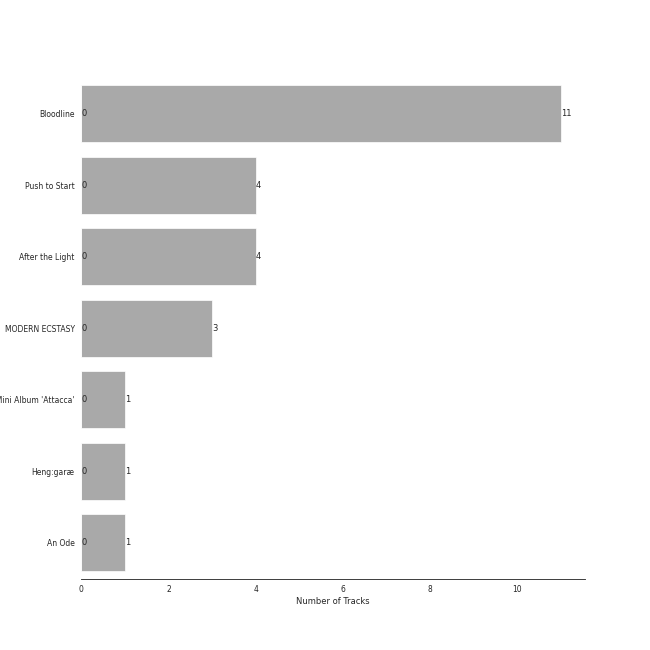 Bloodline 0 11
Push to Start 0 4
After the Light 0 4
MODERN ECSTASY 0 3
Mini Album 'Attacca' 0 1
Heng:garæ 0 1
An Ode 0 1
0 2 4 6 8 10
Number of Tracks